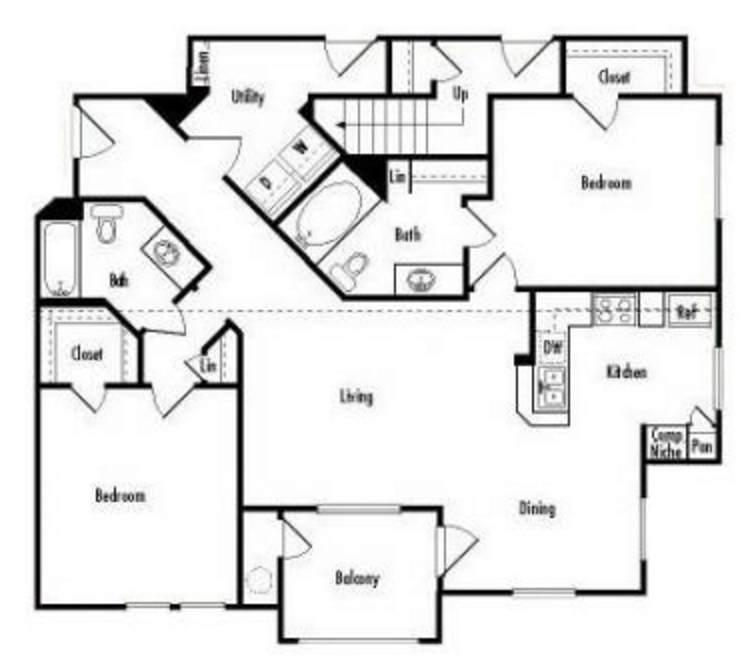 Linen
Utility
Up
Closet
W
D
Lin
Bath
Bedroom
Bath
Closet
Lin
DW
Ref
Kitchen
Living
Comp
Niche
Pan
Bedroom
Dining
Balcony